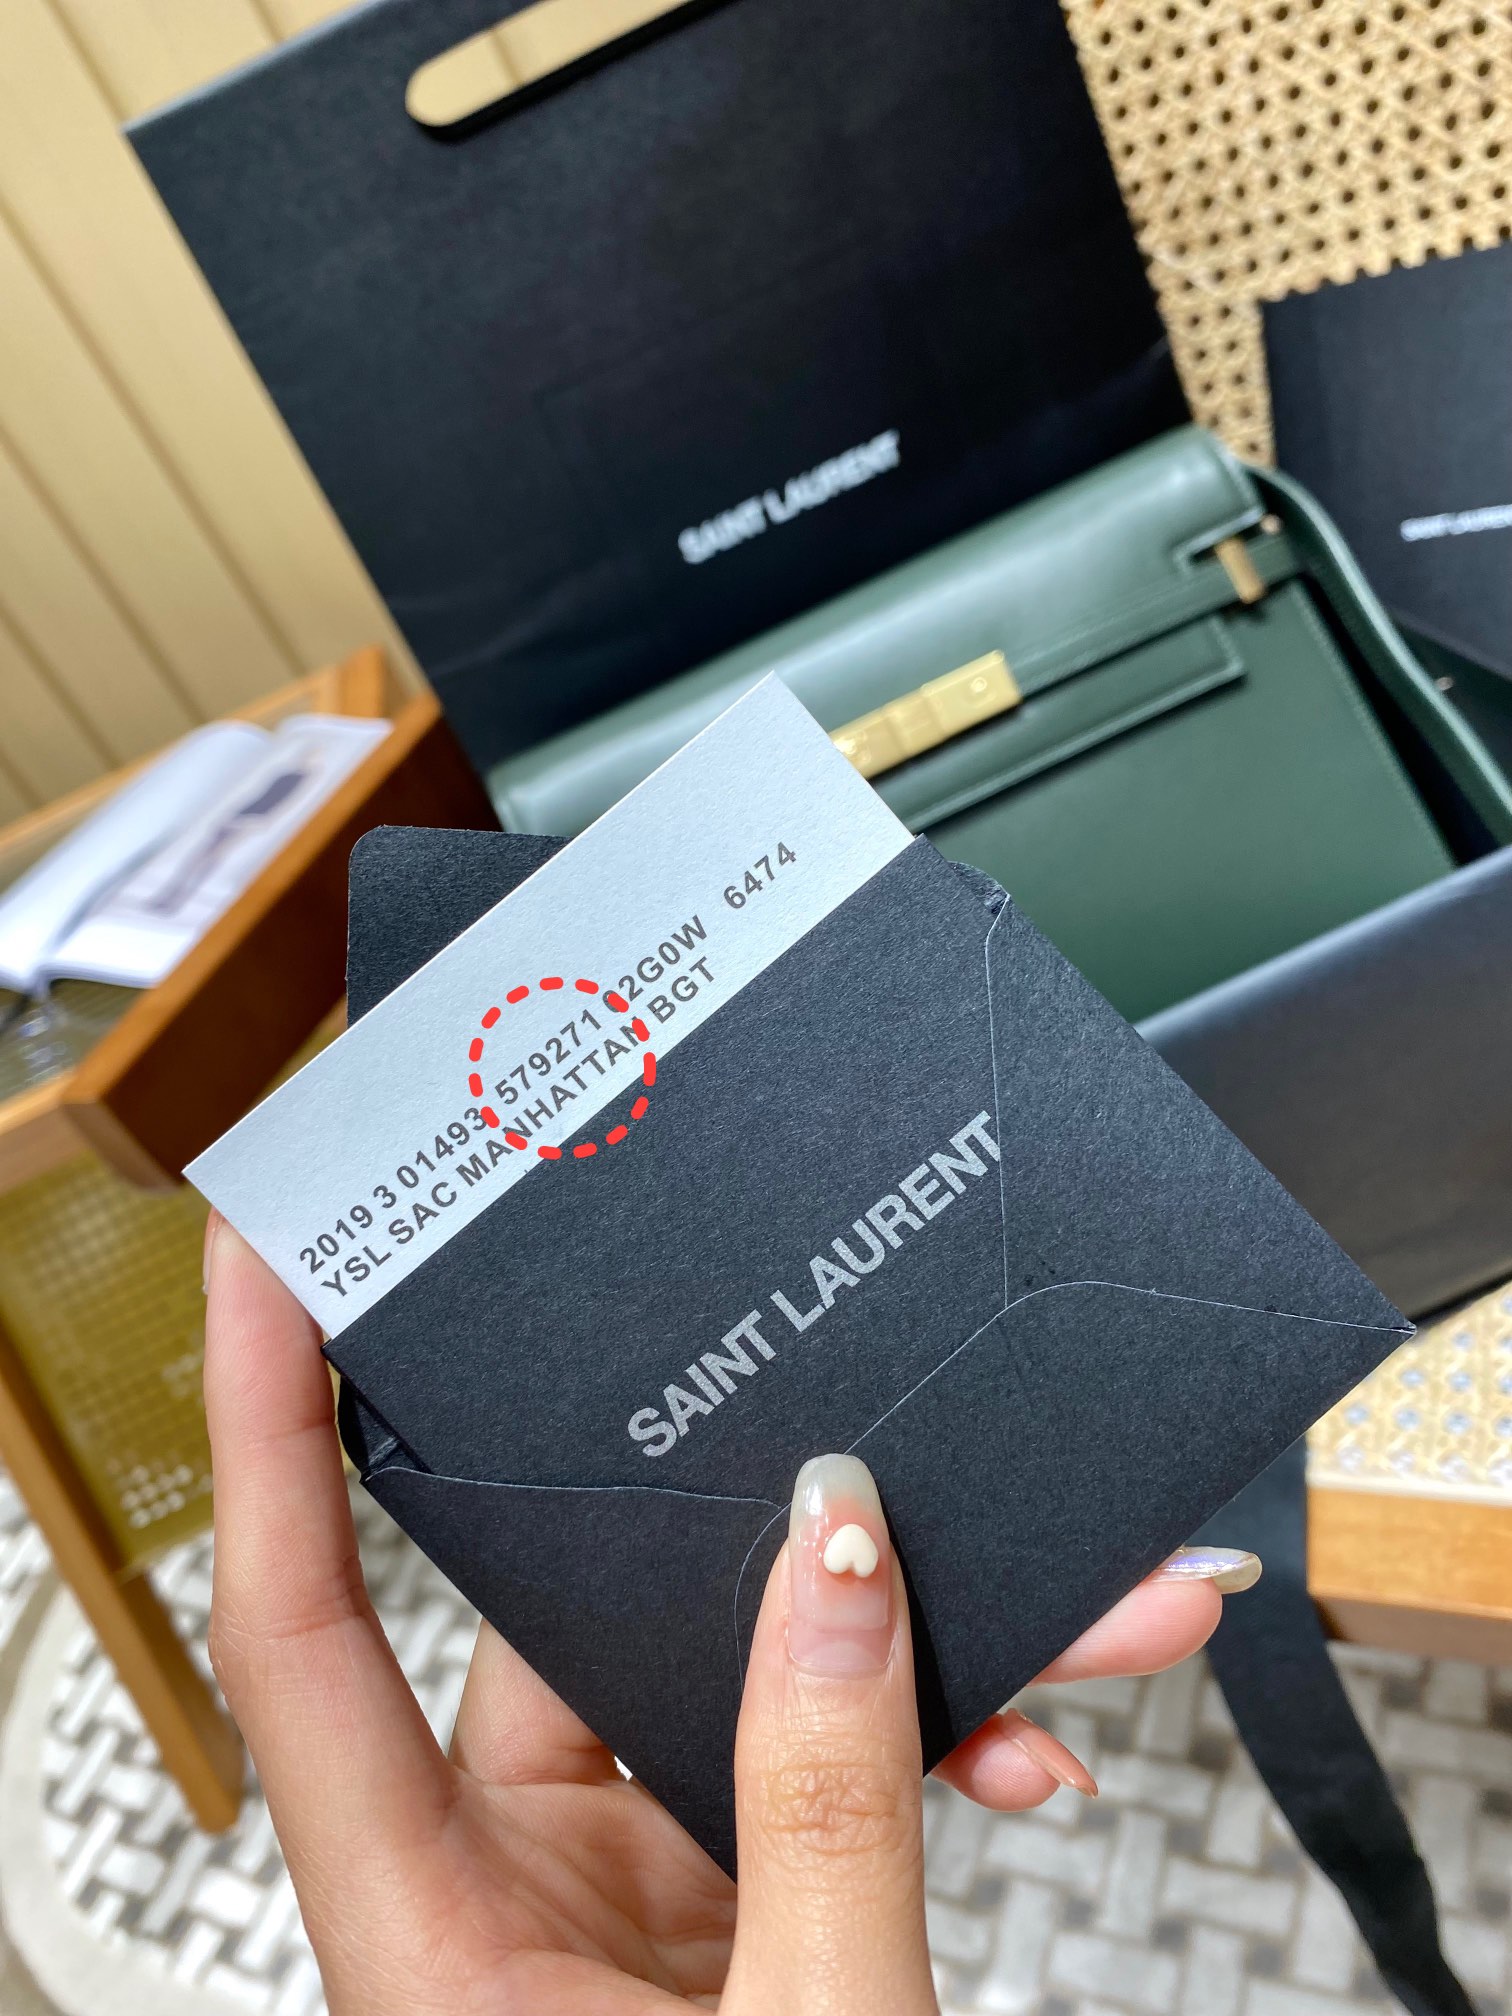 SAINT LAURENT
SAINT LAURENT
2019 3 01493 579271 02G0W 6474
YSL SAC MANHATTAN BGT
SAINT LAURENT